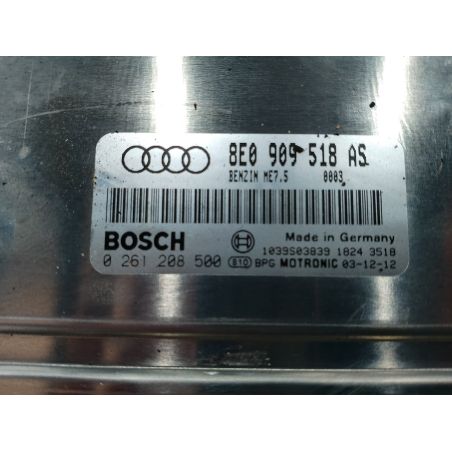 8E0 909 518 AS
BENZIN ME7.5 0003
BOSCH Made in Germany
1039S03839 1824 3518
0 261 208 500 810 BPG MOTRONIC 03-12-12